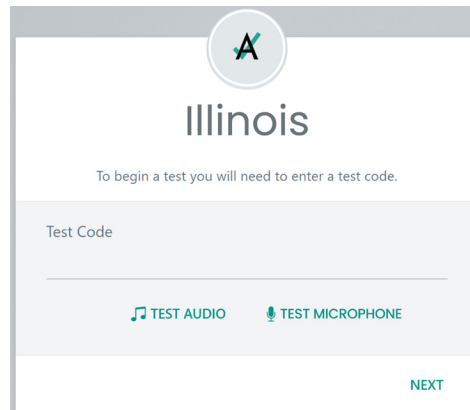 Illinois
To begin a test you will need to enter a test code.
Test Code
TEST AUDIO
TEST MICROPHONE
NEXT